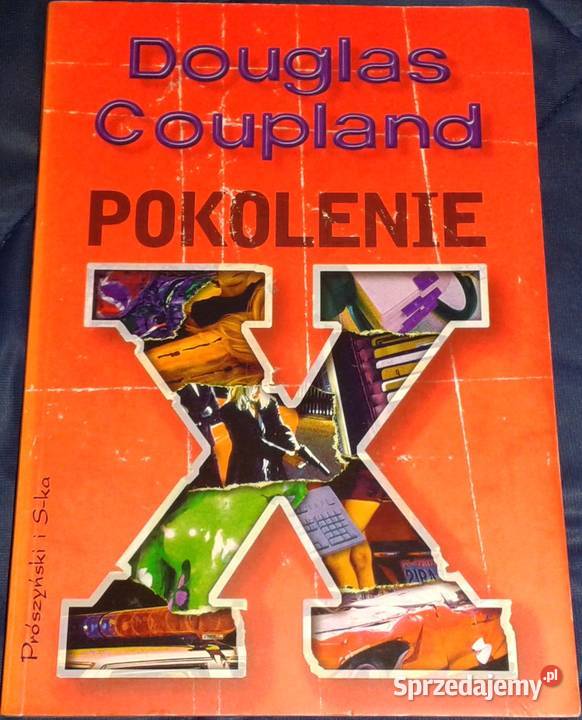 Douglas
Coupland
POKOLENIE
X
Prószyński i S-ka
Sprzedajemy.pl